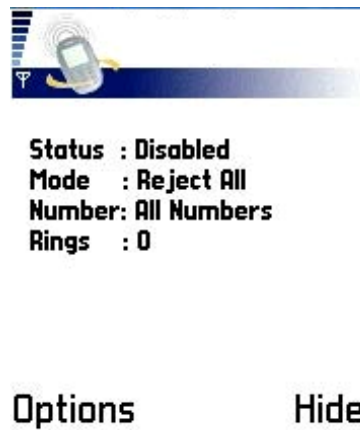 Status : Disabled
Mode : Reject All
Number: All Numbers
Rings : 0
Options Hide